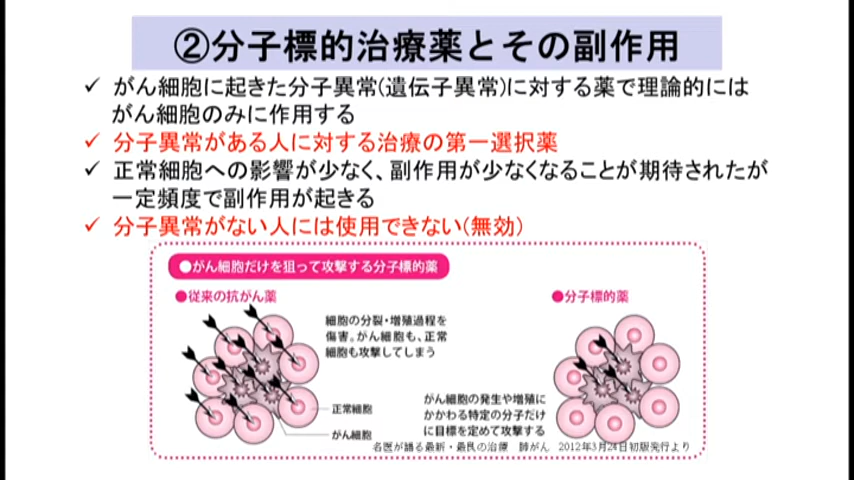 ②分子標的治療薬とその副作用
✓ がん細胞に起きた分子異常(遺伝子異常)に対する薬で理論的には
がん細胞のみに作用する
✓ 分子異常がある人に対する治療の第一選択薬
✓ 正常細胞への影響が少なく、副作用が少なくなることが期待されたが
一定頻度で副作用が起きる
✓ 分子異常がない人には使用できない(無効)
●がん細胞だけを狙って攻撃する分子標的薬
●従来の抗がん薬
細胞の分裂・増殖過程を
傷害。がん細胞も、正常
細胞も攻撃してしまう
正常細胞
がん細胞
●分子標的薬
がん細胞の発生や増殖に
かかわる特定の分子だけ
に目標を定めて攻撃する
名医が語る最新・最良の治療 肺がん 2012年3月24日初版発行より